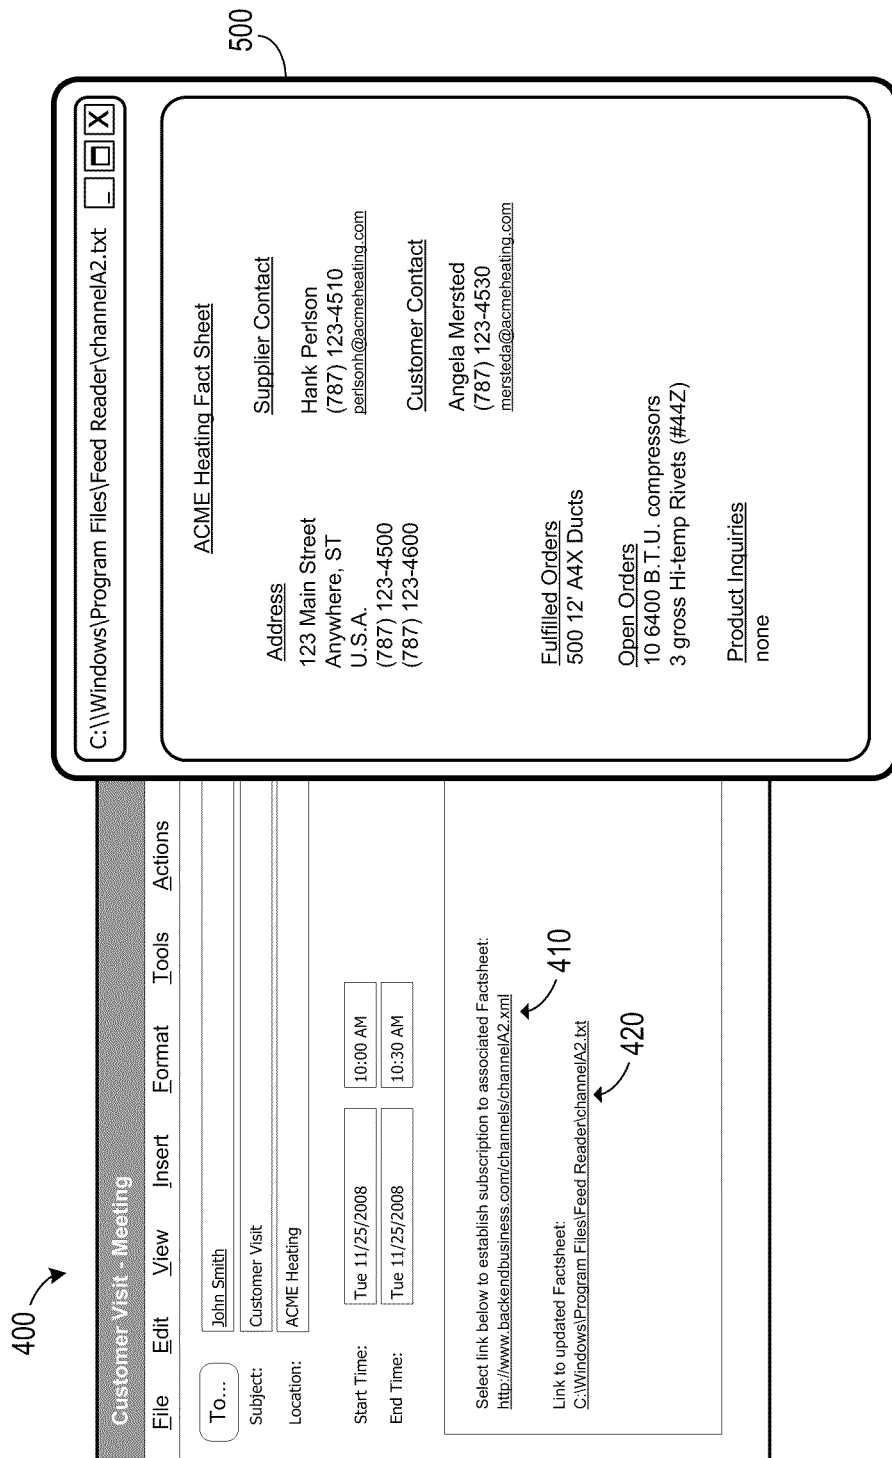 400
Customer Visit - Meeting
File Edit View Insert Format Tools Actions
To... John Smith
Subject: Customer Visit
Location: ACME Heating
Start Time: Tue 11/25/2008 10:00 AM
End Time: Tue 11/25/2008 10:30 AM
Select link below to establish subscription to associated Factsheet:
http://www.backendbusiness.com/channels/channelA2.xml
410
Link to updated Factsheet:
C:\Windows\Program Files\Feed Reader\channelA2.txt
420
500
C:\\Windows\Program Files\Feed Reader\channelA2.txt _ X
ACME Heating Fact Sheet
Address
123 Main Street
Anywhere, ST
U.S.A.
(787) 123-4500
(787) 123-4600
Supplier Contact
Hank Perlson
(787) 123-4510
perlsonh@acmeheating.com
Customer Contact
Angela Mersted
(787) 123-4530
mersteda@acmeheating.com
Fulfilled Orders
500 12' A4X Ducts
Open Orders
10 6400 B.T.U. compressors
3 gross Hi-temp Rivets (#44Z)
Product Inquiries
none